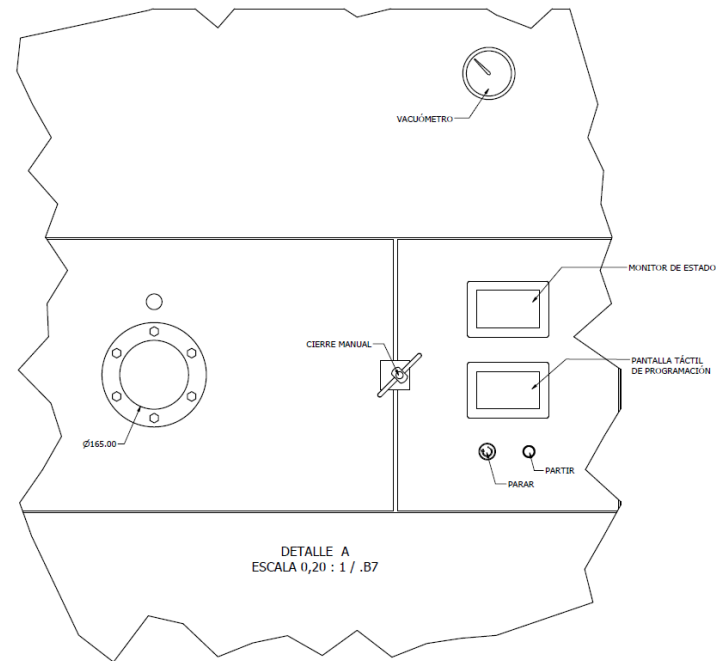 VACUÓMETRO
MONITOR DE ESTADO
CIERRE MANUAL
PANTALLA TÁCTIL
DE PROGRAMACIÓN
Ø165.00
PARTIR
PARAR
DETALLE A
ESCALA 0,20 : 1 / .B7